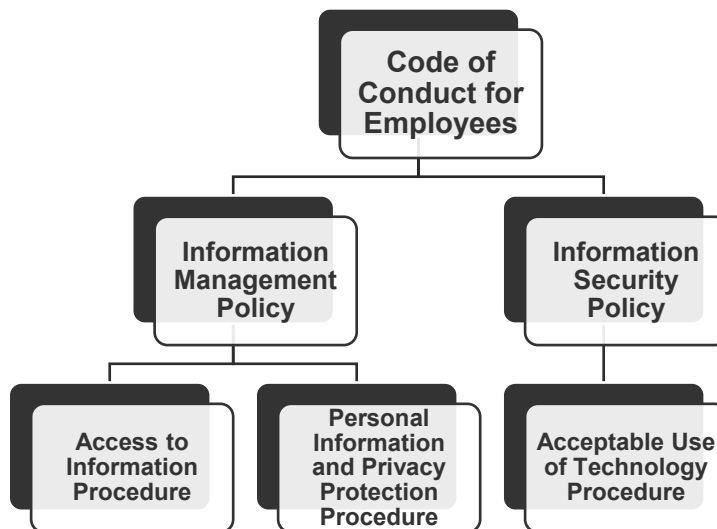 Code of
Conduct for
Employees
Information
Management
Policy
Information
Security
Policy
Access to
Information
Procedure
Personal
Information
and Privacy
Protection
Procedure
Acceptable Use
of Technology
Procedure